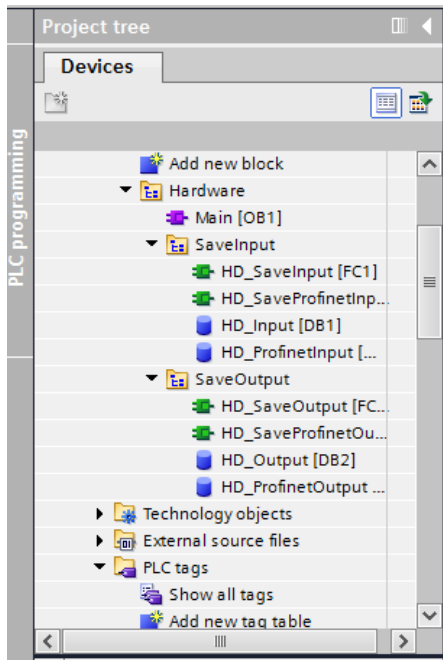 Project tree
Devices
PLC programming
Add new block
Hardware
Main [OB1]
SaveInput
HD_SaveInput [FC1]
HD_SaveProfinetInp...
HD_Input [DB1]
HD_ProfinetInput [...
SaveOutput
HD_SaveOutput [FC...
HD_SaveProfinetOu...
HD_Output [DB2]
HD_ProfinetOutput ...
Technology objects
External source files
PLC tags
Show all tags
Add new tag table